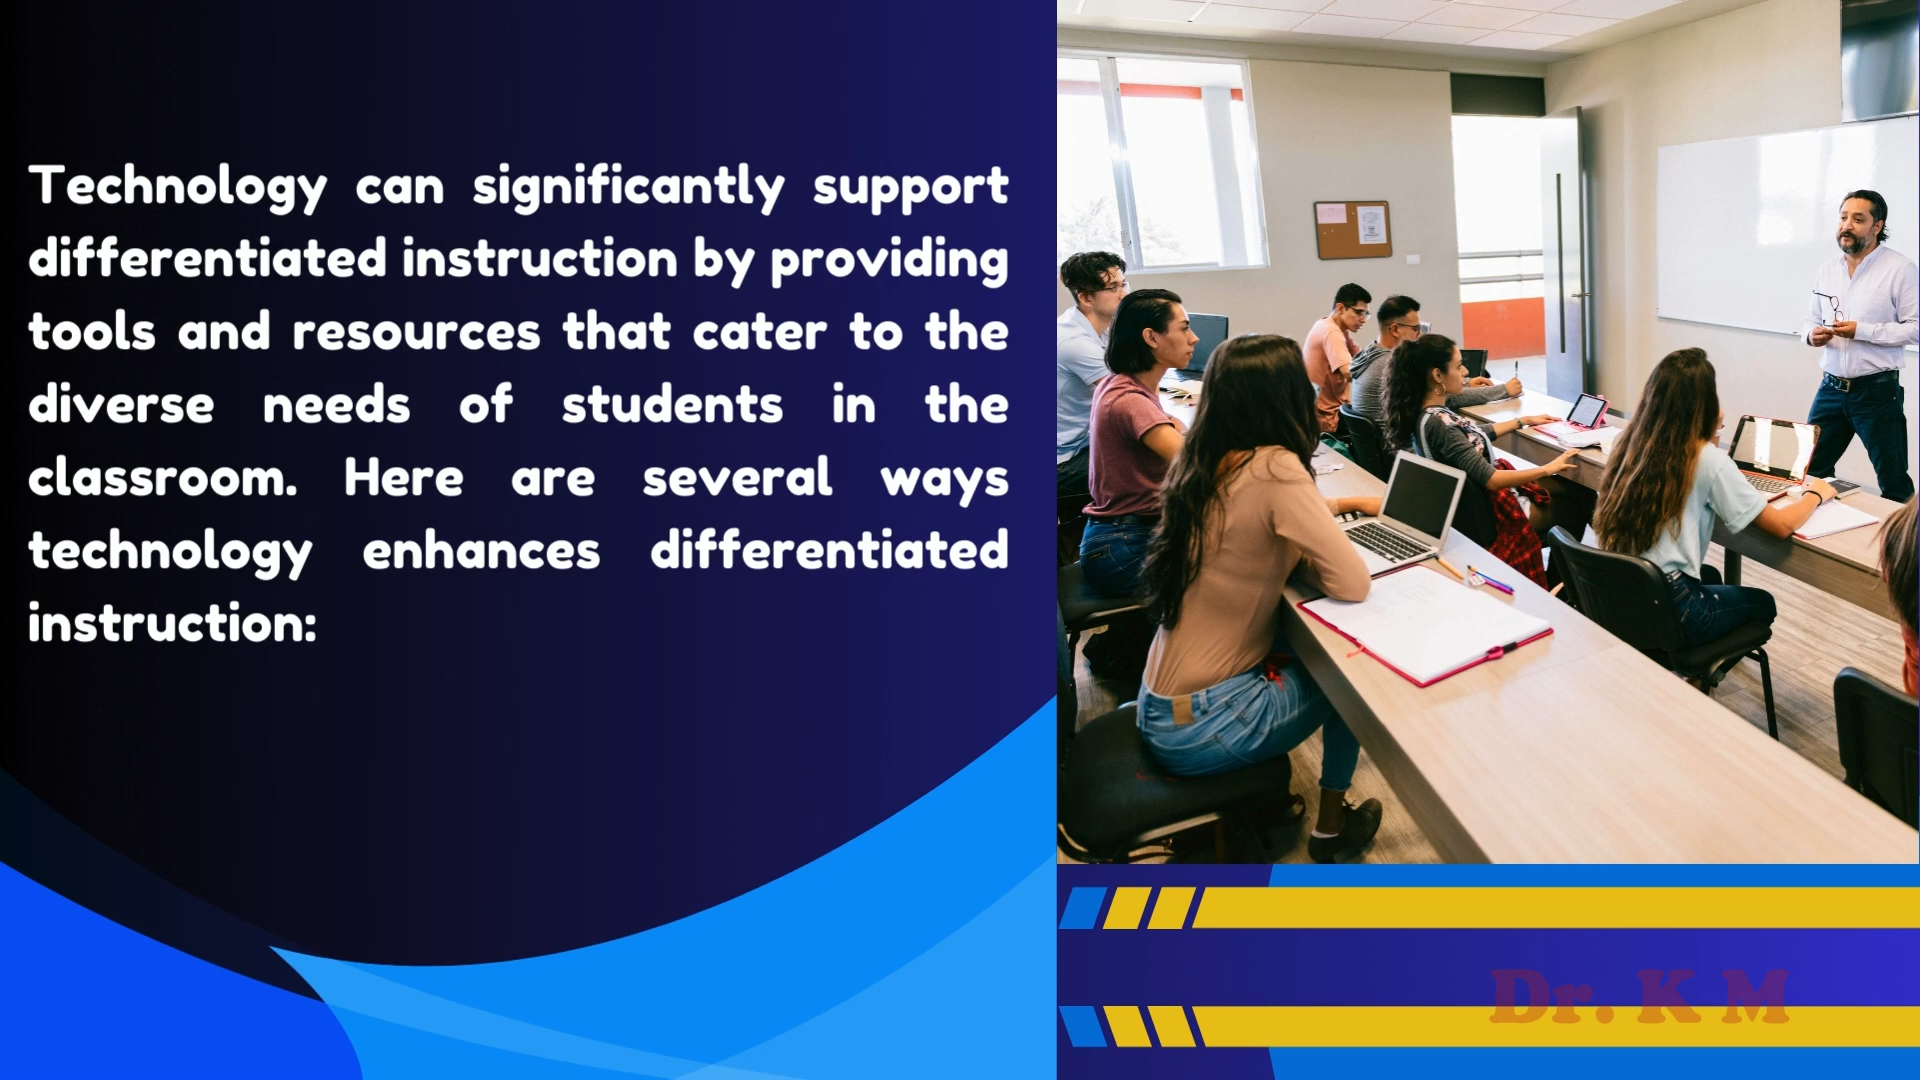 Technology can significantly support
differentiated instruction by providing
tools and resources that cater to the
diverse needs of students in the
classroom. Here are several ways
technology enhances differentiated
instruction:
Dr. K M